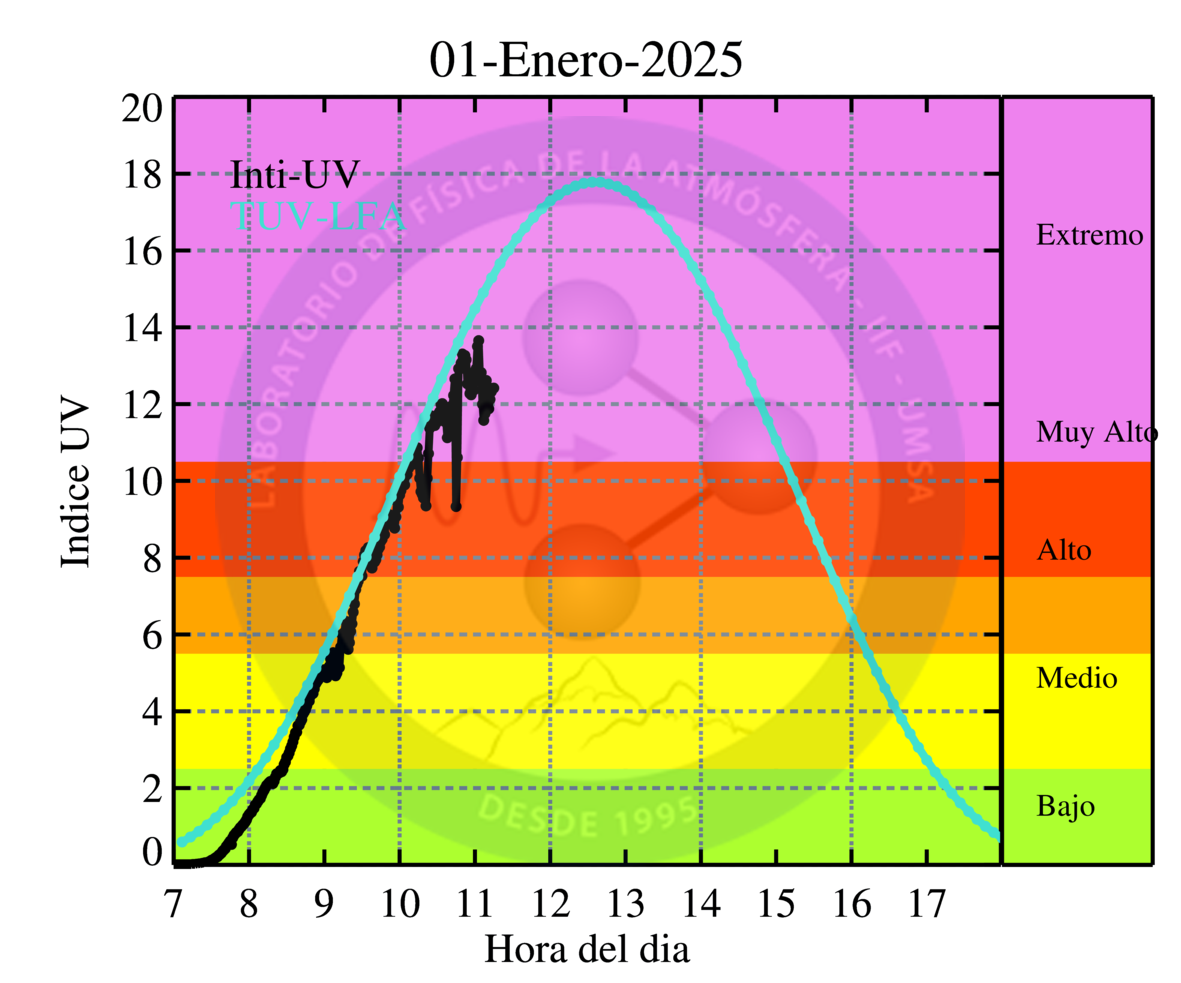 01-Enero-2025
20
18
16
14
12
10
8
6
4
2
0
Indice UV
Inti-UV
TUV-LFA
LABORATORIO DE FÍSICA DE LA ATMÓSFERA - IIF - UMSA
DESDE 1995
Extremo
Muy Alto
Alto
Medio
Bajo
7 8 9 10 11 12 13 14 15 16 17
Hora del dia